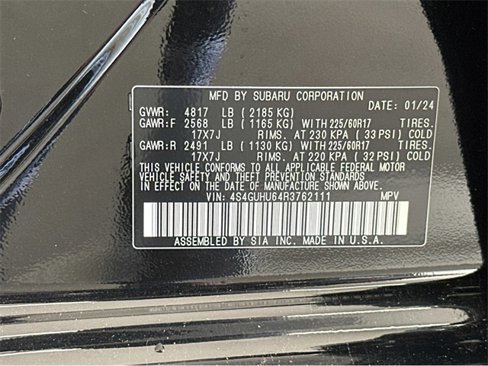 MFD BY SUBARU CORPORATION
GVWR: 4817 LB (2185 KG) DATE: 01/24
GAWR:F 2568 LB (1165 KG) WITH 225/60R17 TIRES.
17X7J RIMS. AT 230 KPA (33 PSI) COLD
GAWR:R 2491 LB (1130 KG) WITH 225/60R17 TIRES.
17X7J RIMS. AT 220 KPA (32 PSI) COLD
THIS VEHICLE CONFORMS TO ALL APPLICABLE FEDERAL MOTOR
VEHICLE SAFETY AND THEFT PREVENTION STANDARDS
IN EFFECT ON THE DATE OF MANUFACTURE SHOWN ABOVE.
VIN: 4S4GUHU64R3762111 MPV
ASSEMBLED BY SIA INC. MADE IN U.S.A.